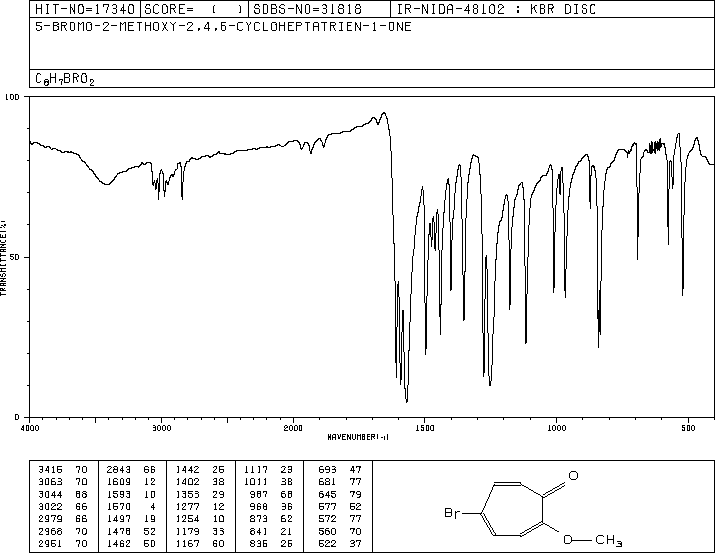 HIT-NO=17340 SCORE= ( ) SDBS-NO=31818 IR-NIDA-48102 : KBR DISC
5-BROMO-2-METHOXY-2,4,6-CYCLOHEPTATRIEN-1-ONE
C8H7BRO2
100
50
0
TRANSMITTANCE(%)
4000 3000 2000 1500 1000 500
WAVENUMBER(-1)
3415 70 2843 66 1442 26 1117 23 693 47
3063 70 1609 12 1402 38 1011 38 681 77
3044 68 1593 10 1353 29 987 68 645 79
3022 66 1570 4 1277 12 968 36 577 52
2979 66 1497 19 1254 10 873 62 572 77
2968 70 1478 52 1179 33 841 21 560 70
2951 70 1462 50 1167 60 836 26 522 37
O
Br
O—CH3